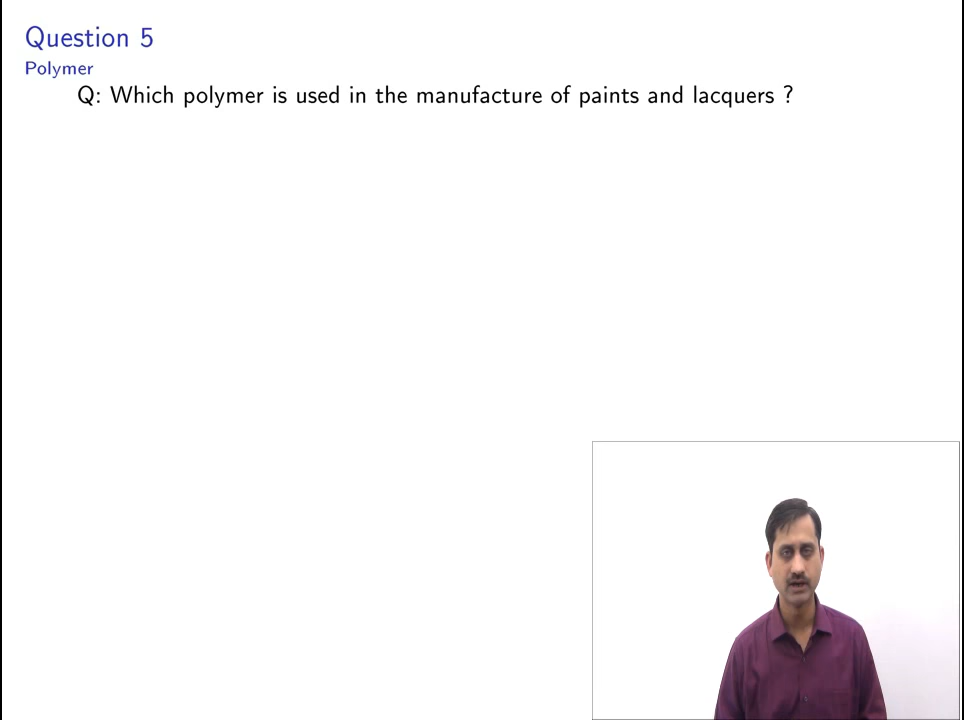 Question 5
Polymer
Q: Which polymer is used in the manufacture of paints and lacquers ?